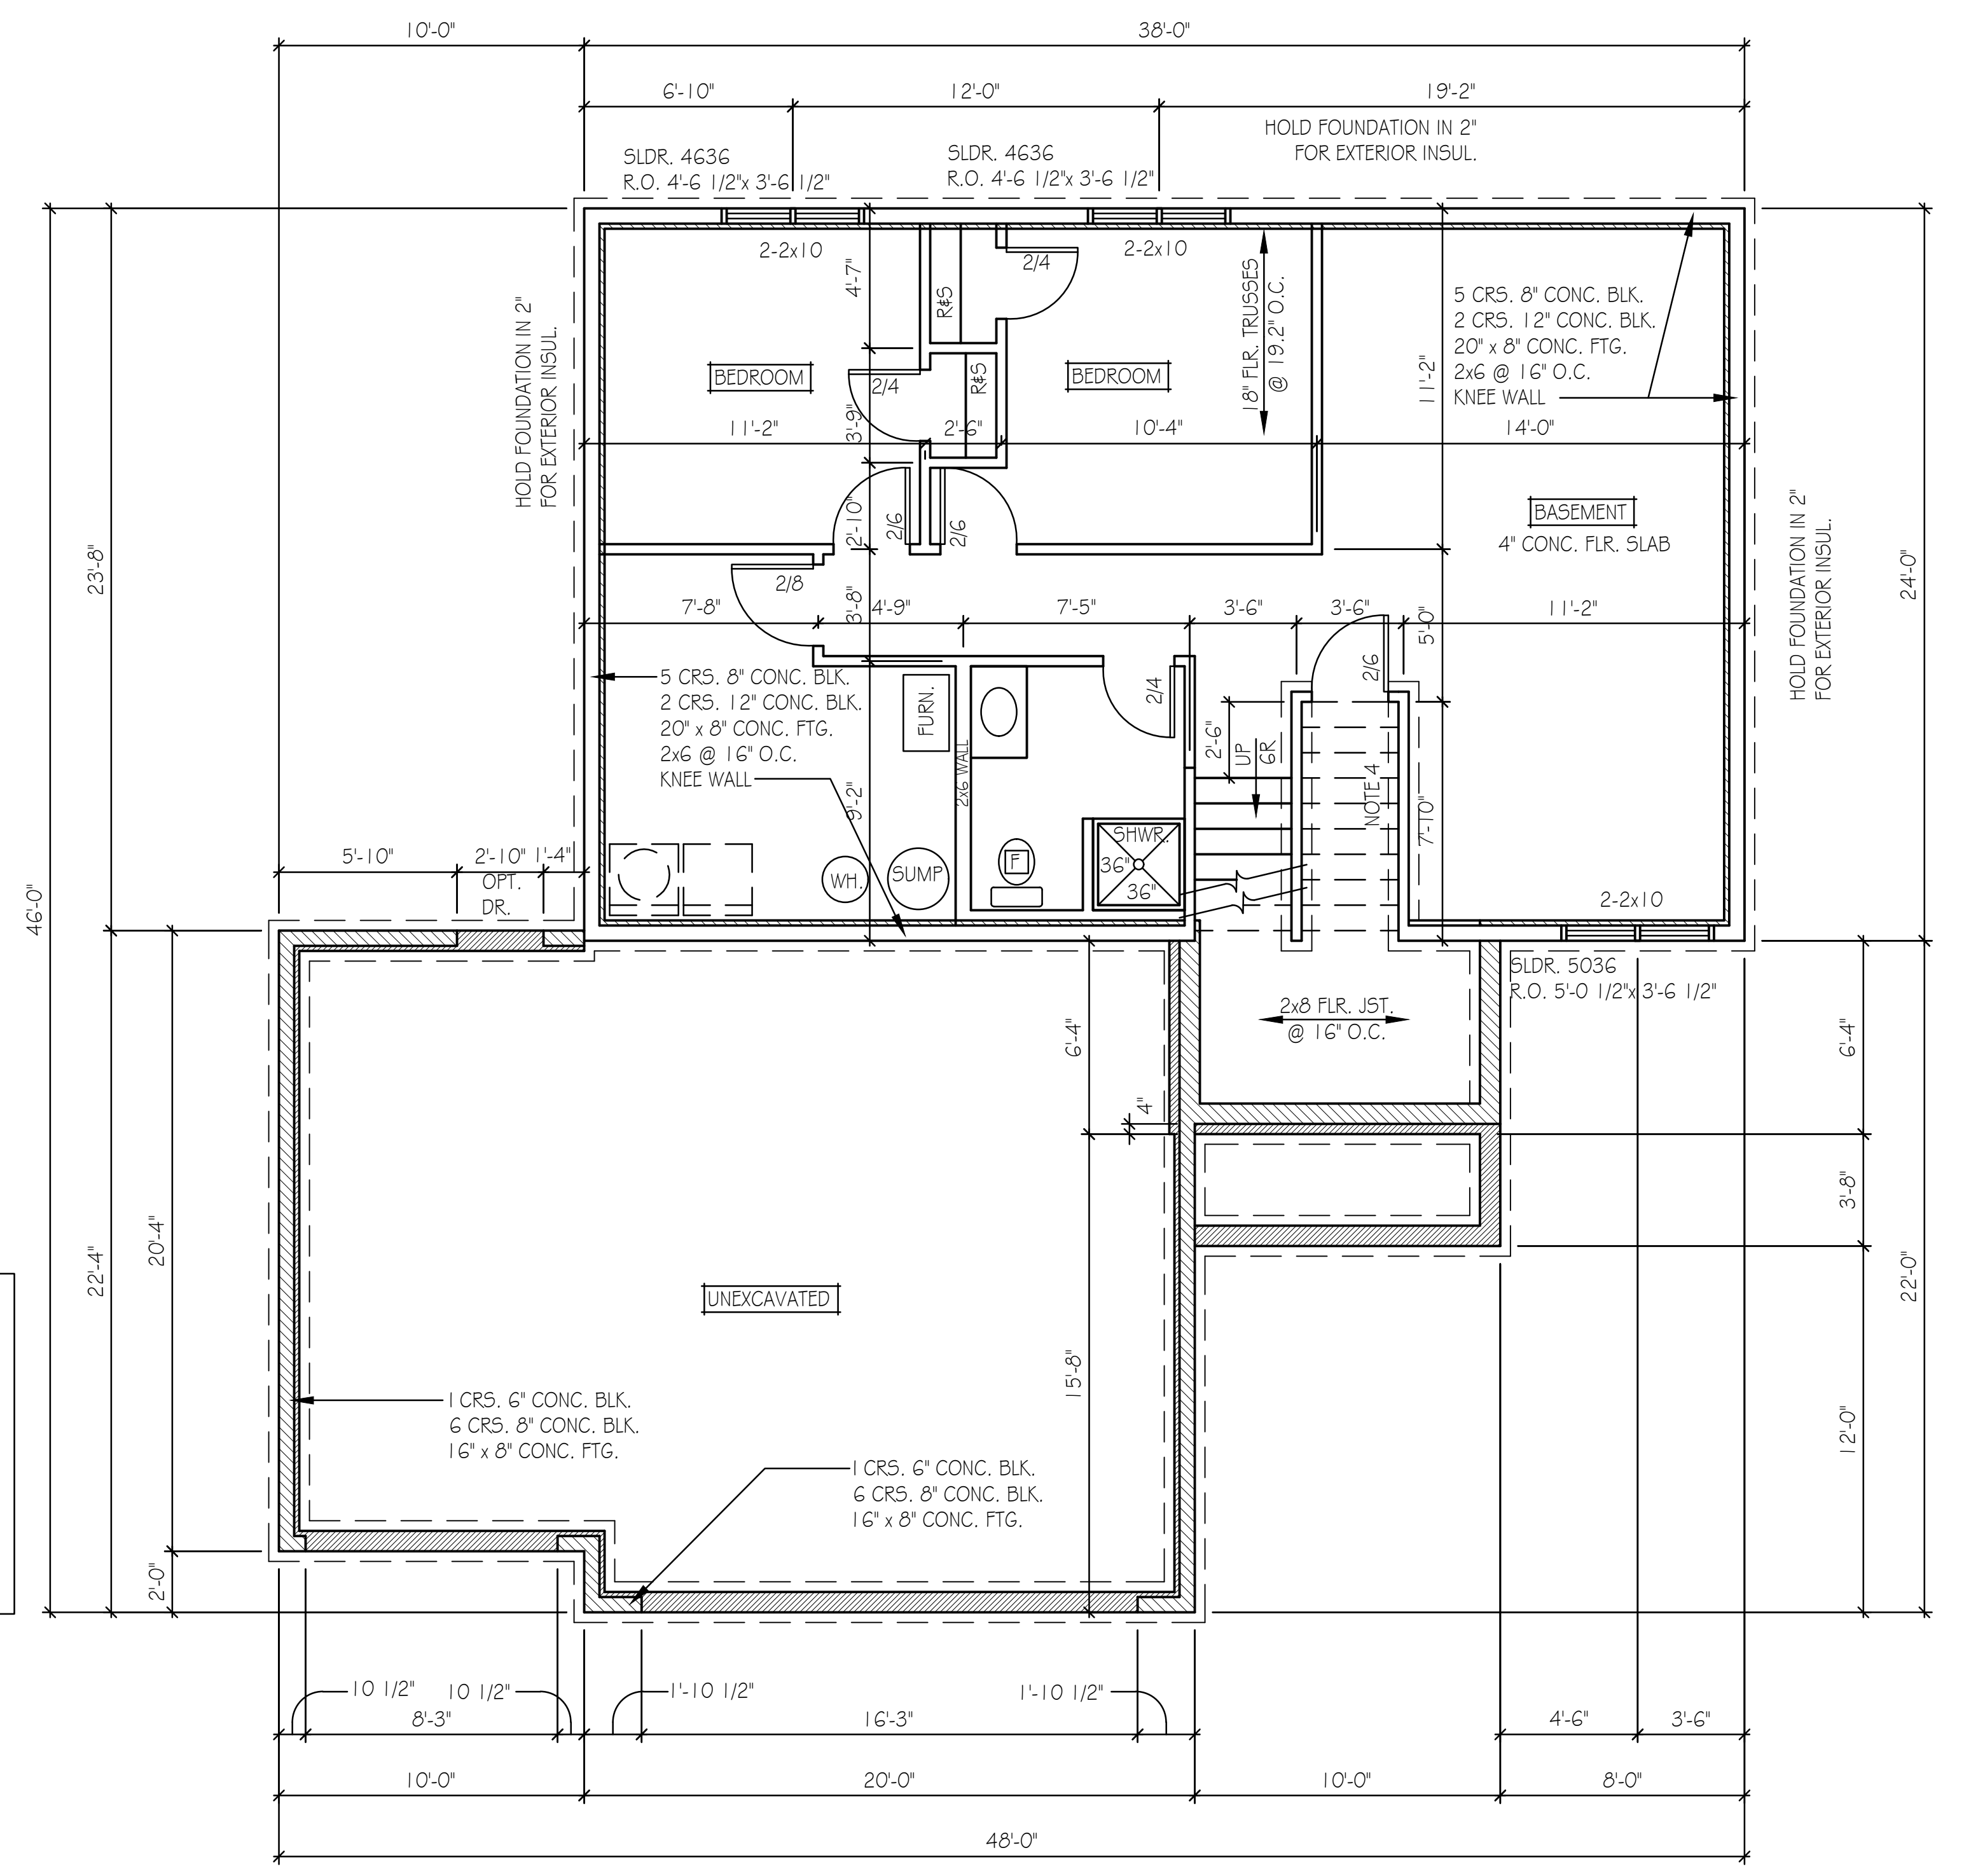 10'-0"
38'-0"
6'-10"
12'-0"
19'-2"
HOLD FOUNDATION IN 2"
FOR EXTERIOR INSUL.
SLDR. 4636
R.O. 4'-6 1/2"x 3'-6 1/2"
SLDR. 4636
R.O. 4'-6 1/2"x 3'-6 1/2"
2-2x10
2-2x10
2/4
4'-7"
R&S
18" FLR. TRUSSES
@ 19.2" O.C.
5 CRS. 8" CONC. BLK.
2 CRS. 12" CONC. BLK.
20" x 8" CONC. FTG.
2x6 @ 16" O.C.
KNEE WALL
HOLD FOUNDATION IN 2"
FOR EXTERIOR INSUL.
BEDROOM
BEDROOM
2/4
R&S
11'-2"
3'-9"
11'-2"
2'-6"
10'-4"
14'-0"
BASEMENT
4" CONC. FLR. SLAB
2'-10"
2/6
2/6
23'-8"
24'-0"
HOLD FOUNDATION IN 2"
FOR EXTERIOR INSUL.
2/8
3'-8"
7'-8"
4'-9"
7'-5"
3'-6"
3'-6"
5'-0"
11'-2"
2/6
5 CRS. 8" CONC. BLK.
2 CRS. 12" CONC. BLK.
20" x 8" CONC. FTG.
2x6 @ 16" O.C.
KNEE WALL
FURN.
2x6 WALL
2/4
2'-6"
UP
6R
NOTE 4
7'-10"
9'-2"
SHWR.
36"
36"
F
WH.
SUMP
5'-10"
2'-10"
1'-4"
OPT.
DR.
46'-0"
2-2x10
SLDR. 5036
R.O. 5'-0 1/2"x 3'-6 1/2"
2x8 FLR. JST.
@ 16" O.C.
6'-4"
6'-4"
4"
3'-8"
20'-4"
22'-4"
22'-0"
UNEXCAVATED
15'-8"
12'-0"
1 CRS. 6" CONC. BLK.
6 CRS. 8" CONC. BLK.
16" x 8" CONC. FTG.
1 CRS. 6" CONC. BLK.
6 CRS. 8" CONC. BLK.
16" x 8" CONC. FTG.
2'-0"
10 1/2"
10 1/2"
1'-10 1/2"
1'-10 1/2"
8'-3"
16'-3"
4'-6"
3'-6"
10'-0"
20'-0"
10'-0"
8'-0"
48'-0"